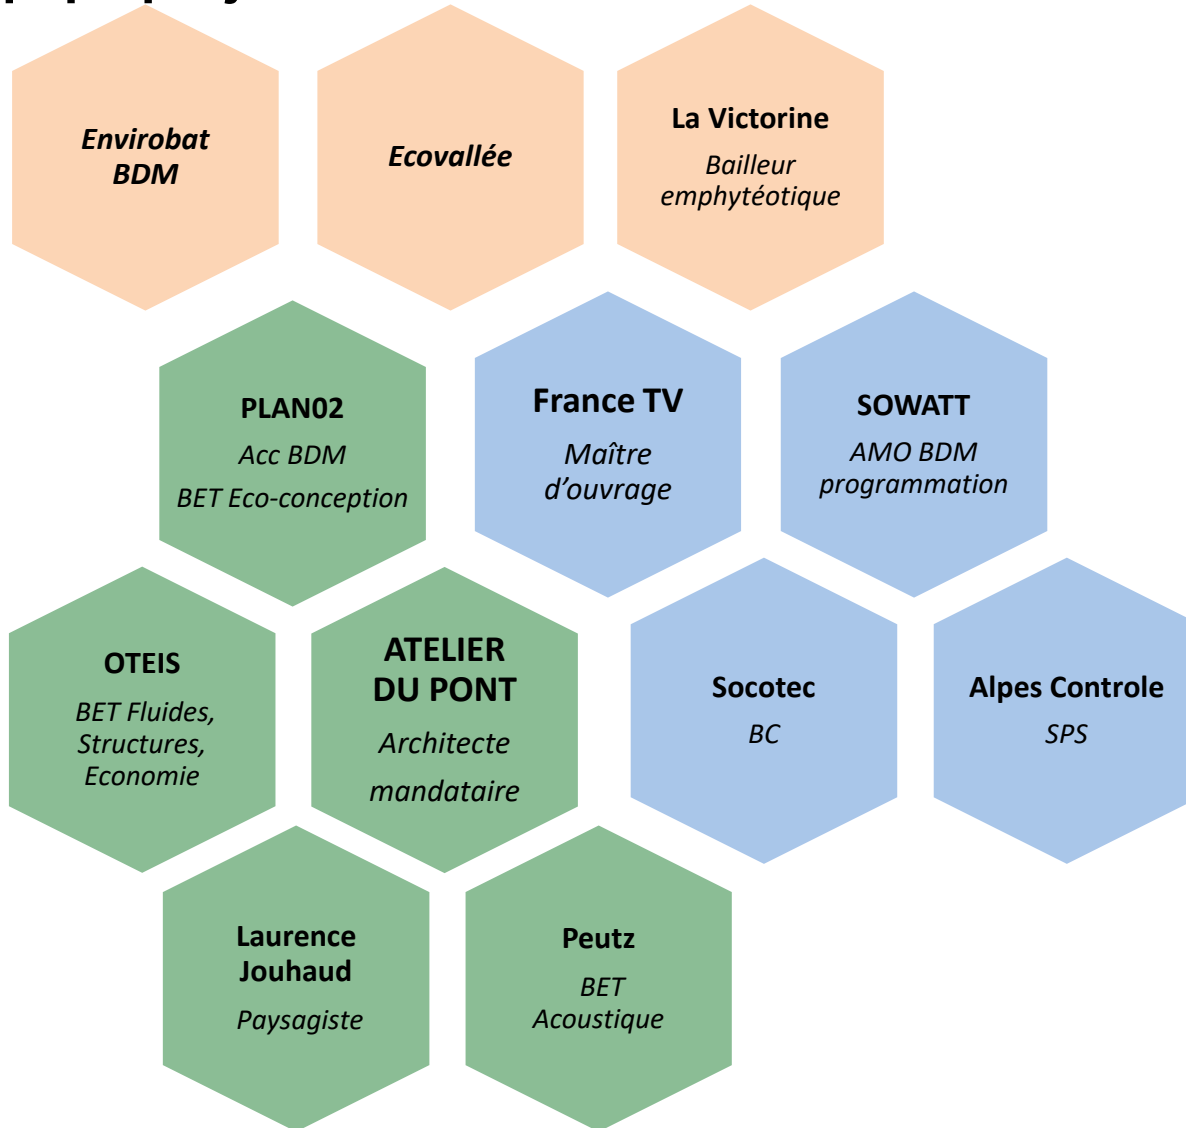 Envirobat
BDM
Ecovallée
La Victorine
Bailleur
emphytéotique
PLAN02
Acc BDM
BET Eco-conception
France TV
Maître
d'ouvrage
SOWATT
AMO BDM
programmation
OTEIS
BET Fluides,
Structures,
Economie
ATELIER
DU PONT
Architecte
mandataire
Socotec
BC
Alpes Controle
SPS
Laurence
Jouhaud
Paysagiste
Peutz
BET
Acoustique